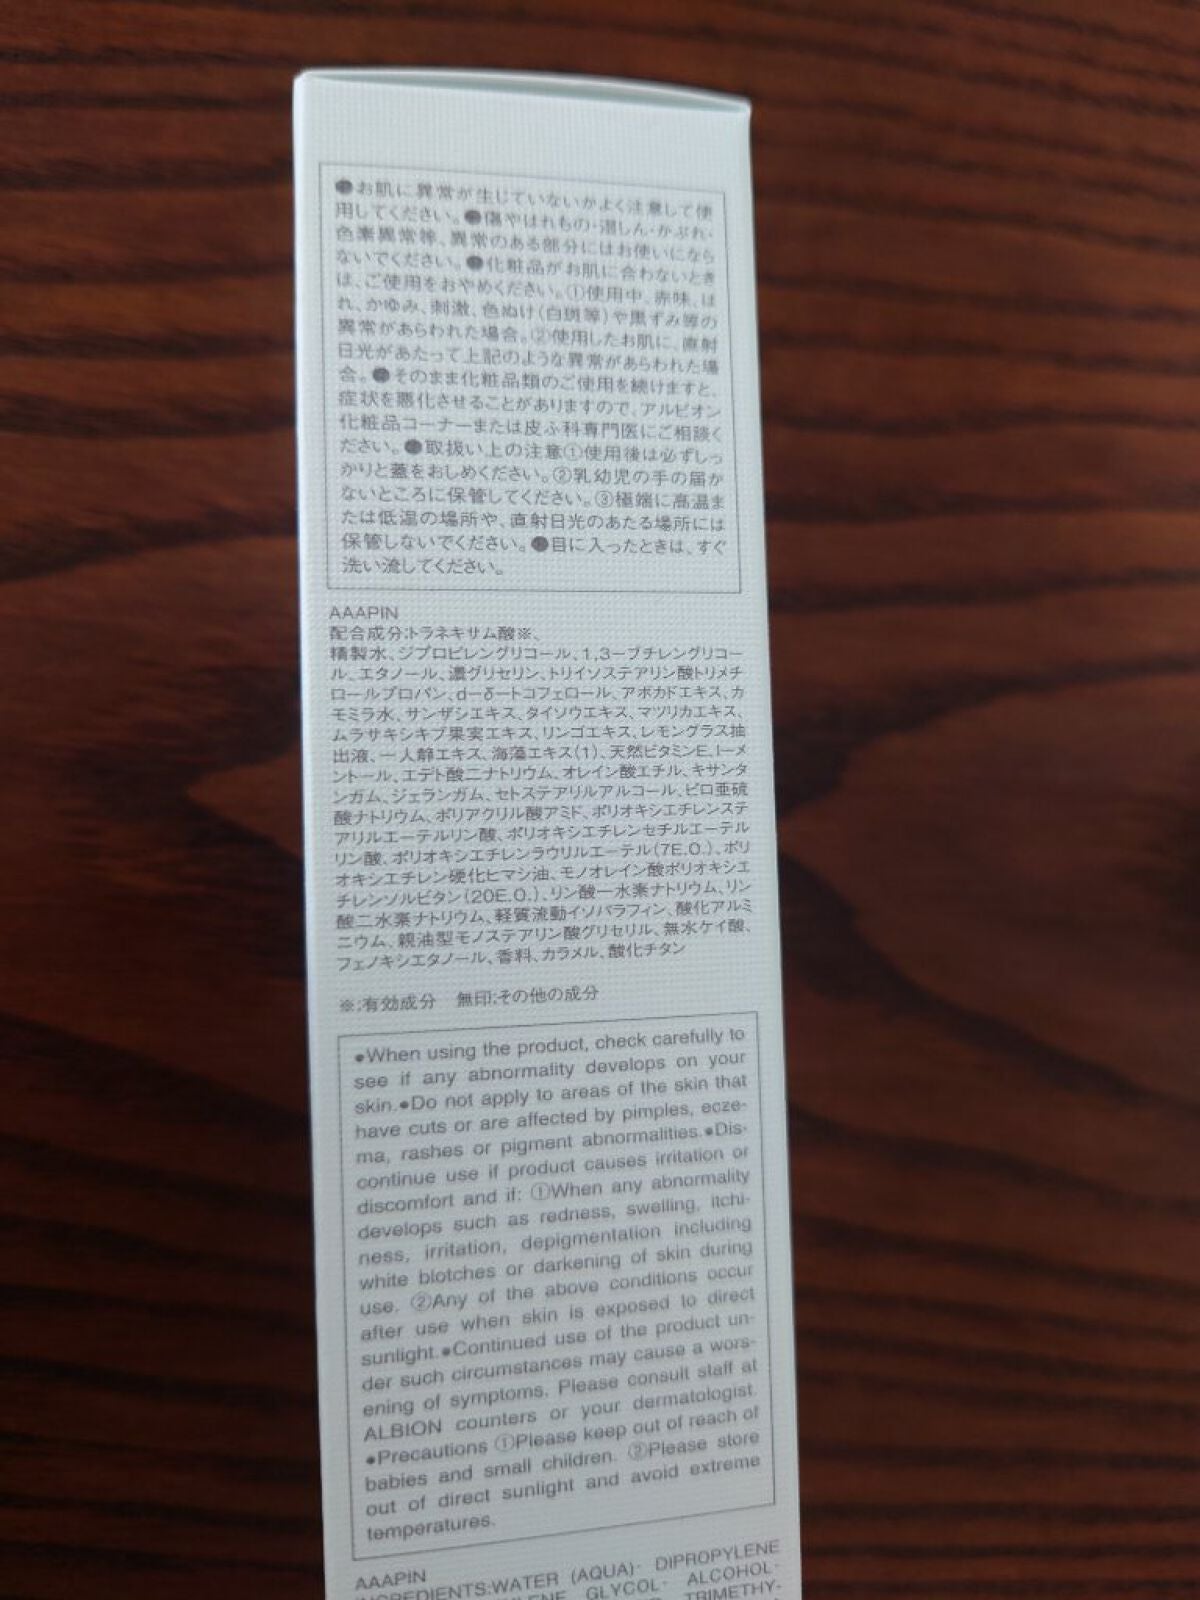 ●お肌に異常が生じていないかよく注意して使
用してください。●傷やはれもの・湿しん・かぶれ・
色素異常等、異常のある部分にはお使いになら
ないでください。●化粧品がお肌に合わないとき
は、ご使用をおやめください。①使用中、赤味、は
れ、かゆみ、刺激、色ぬけ(白斑等)や黒ずみ等の
異常があらわれた場合。②使用したお肌に、直射
日光があたって上記のような異常があらわれた場
合。●そのまま化粧品類のご使用を続けますと、
症状を悪化させることがありますので、アルビオン
化粧品コーナーまたは皮ふ科専門医にご相談く
ださい。●取扱い上の注意①使用後は必ずしっ
かりと蓋をおしめください。②乳幼児の手の届か
ないところに保管してください。③極端に高温ま
たは低温の場所や、直射日光のあたる場所には
保管しないでください。●目に入ったときは、すぐ
洗い流してください。
AAAPIN
配合成分:トラネキサム酸※、
精製水、ジプロピレングリコール、1,3-ブチレングリコー
ル、エタノール、濃グリセリン、トリイソステアリン酸トリメチ
ロールプロパン、d-δ-トコフェロール、アボカドエキス、カ
モミラ水、サンザシエキス、タイソウエキス、マツリカエキス、
ムラサキシキブ果実エキス、リンゴエキス、レモングラス抽
出液、一人静エキス、海藻エキス(1)、天然ビタミンE、l-メ
ントール、エデト酸二ナトリウム、オレイン酸エチル、キサンタ
ンガム、ジェランガム、セトステアリルアルコール、ピロ亜硫
酸ナトリウム、ポリアクリル酸アミド、ポリオキシエチレンステ
アリルエーテルリン酸、ポリオキシエチレンセチルエーテル
リン酸、ポリオキシエチレンラウリルエーテル(7E.O.)、ポリ
オキシエチレン硬化ヒマシ油、モノオレイン酸ポリオキシエ
チレンソルビタン(20E.O.)、リン酸一水素ナトリウム、リン
酸二水素ナトリウム、軽質流動イソパラフィン、酸化アルミ
ニウム、親油型モノステアリン酸グリセリル、無水ケイ酸、
フェノキシエタノール、香料、カラメル、酸化チタン
※:有効成分 無印:その他の成分
●When using the product, check carefully to
see if any abnormality develops on your
skin.●Do not apply to areas of the skin that
have cuts or are affected by pimples, ecze-
ma, rashes or pigment abnormalities.●Dis-
continue use if product causes irritation or
discomfort and if: ①When any abnormality
develops such as redness, swelling, itchi-
ness, irritation, depigmentation including
white blotches or darkening of skin during
use. ②Any of the above conditions occur
after use when skin is exposed to direct
sunlight.●Continued use of the product un-
der such circumstances may cause a wors-
ening of symptoms. Please consult staff at
ALBION counters or your dermatologist.
●Precautions ①Please keep out of reach of
babies and small children. ②Please store
out of direct sunlight and avoid extreme
temperatures.
AAAPIN
INGREDIENTS:WATER (AQUA)· DIPROPYLENE
GLYCOL· ALCOHOL·
TRIMETHY-